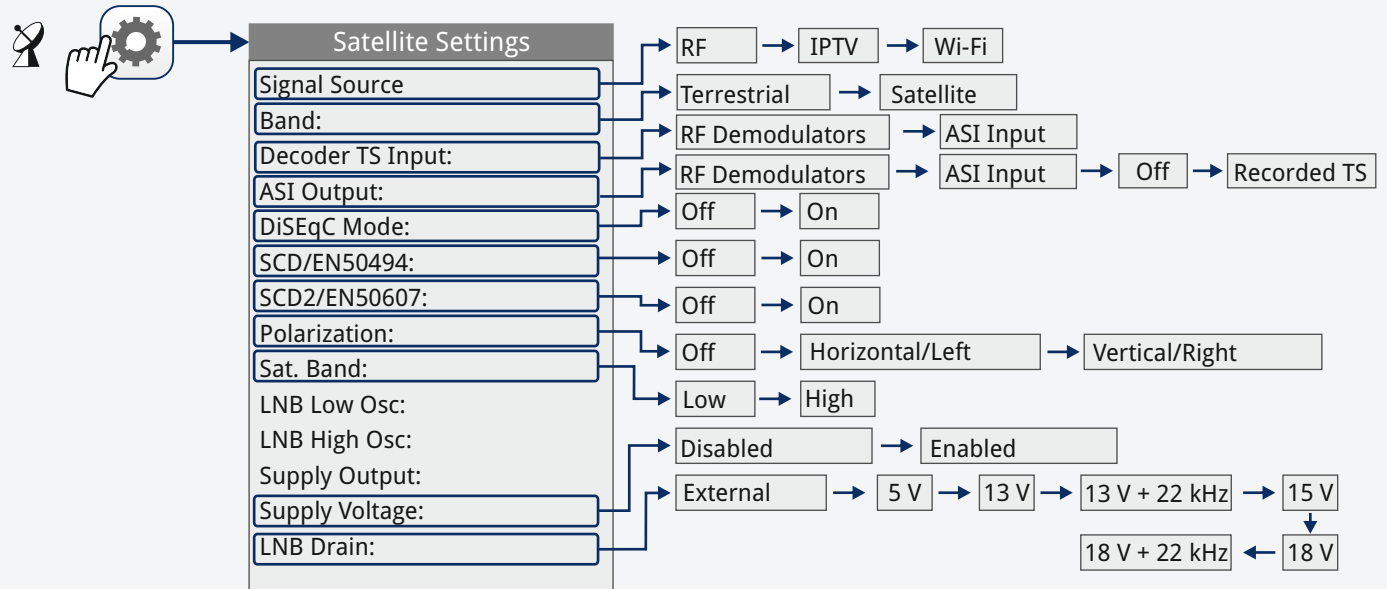 Satellite Settings
Signal Source
RF IPTV Wi-Fi
Band:
Terrestrial Satellite
Decoder TS Input:
RF Demodulators ASI Input
ASI Output:
RF Demodulators ASI Input Off Recorded TS
DiSEqC Mode:
Off On
SCD/EN50494:
Off On
SCD2/EN50607:
Off On
Polarization:
Off Horizontal/Left Vertical/Right
Sat. Band:
Low High
LNB Low Osc:
LNB High Osc:
Supply Output:
Supply Voltage:
Disabled Enabled
LNB Drain:
External 5 V 13 V 13 V + 22 kHz 15 V
18 V + 22 kHz 18 V